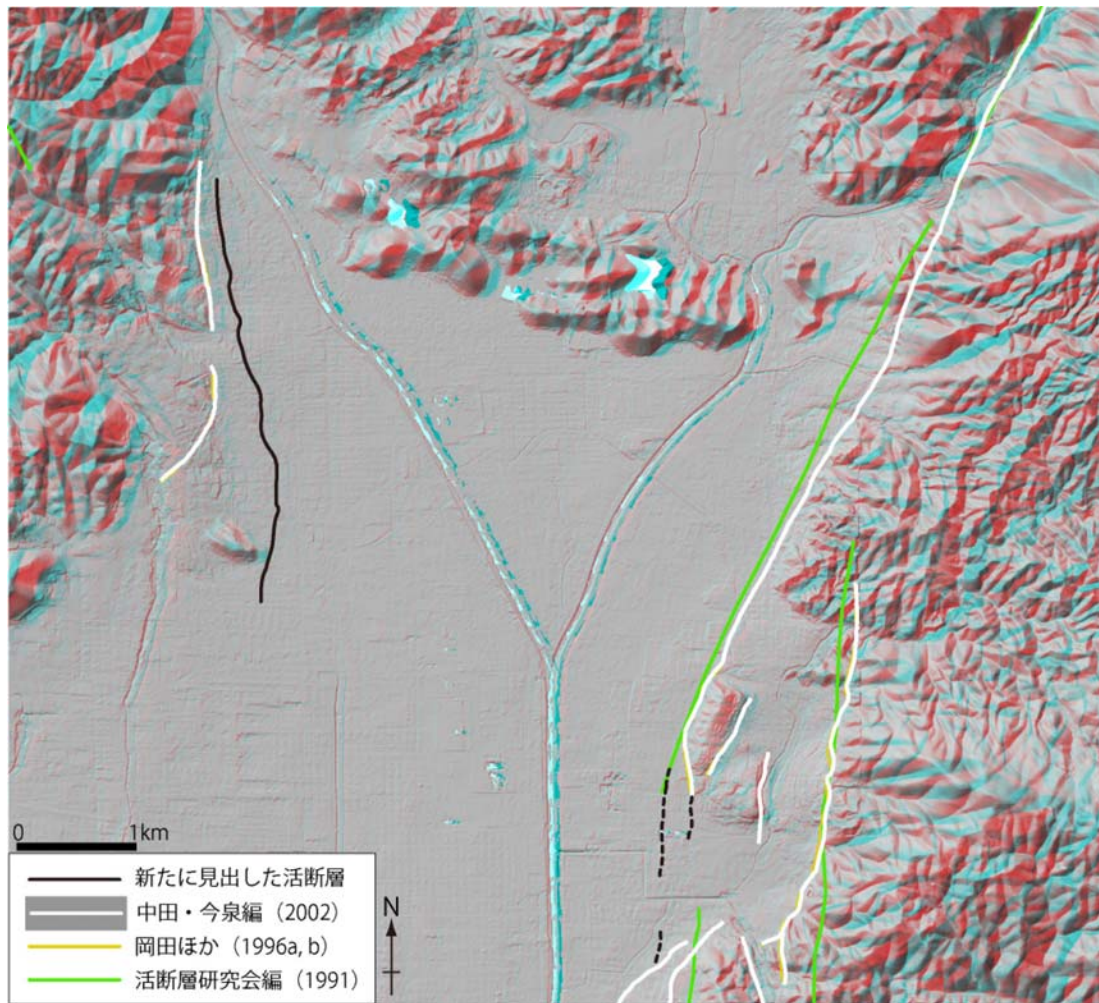 0 1km
新たに見出した活断層
中田・今泉編（2002）
岡田ほか（1996a, b）
活断層研究会編（1991）
N